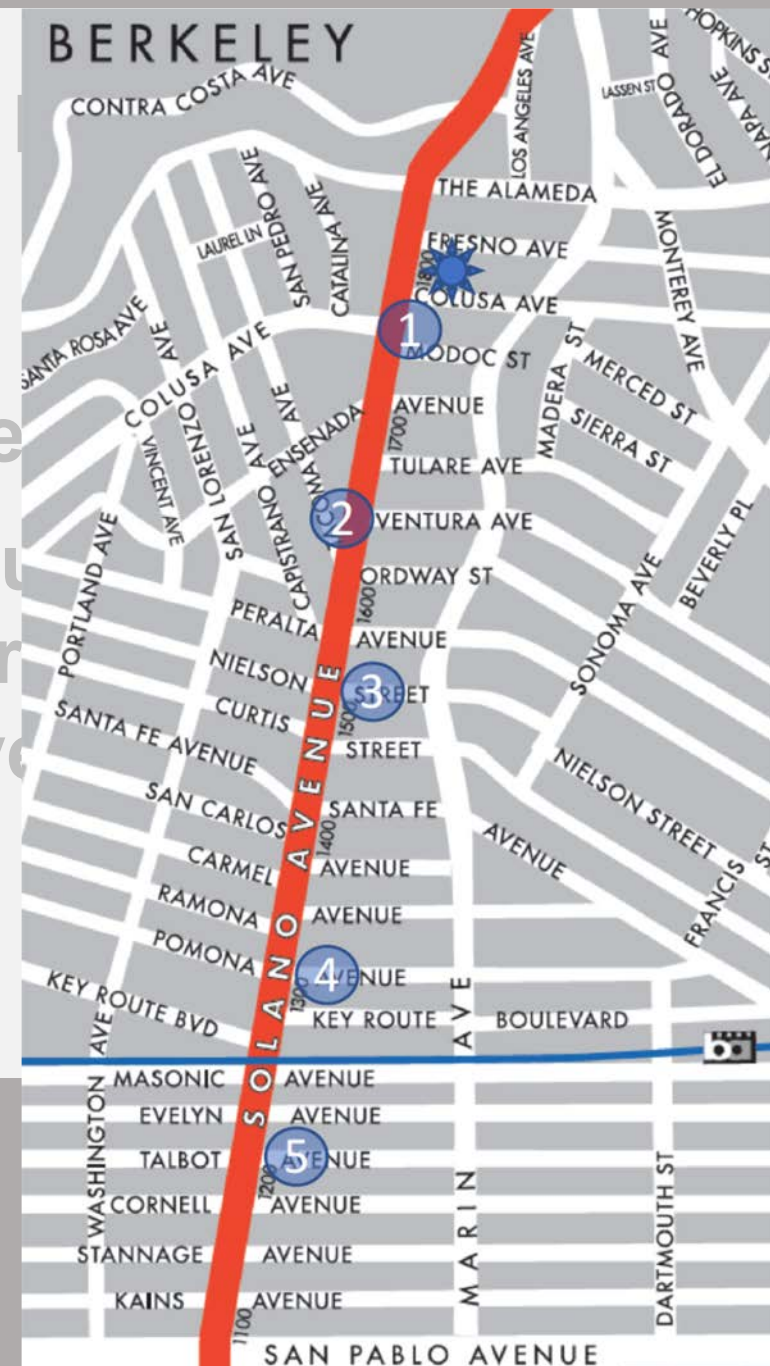 BERKELEY
HOPKINS
CONTRA COSTA AVE
LOS ANGELES AVE
LASSEN ST
EL DORADO AVE
NAPA AVE
THE ALAMEDA
SAN PEDRO AVE
CATALINA AVE
LAUREL LN
FRESNO AVE
1800
MONTEREY AVE
COLUSA AVE
SANTA ROSA AVE
COLUSA AVE
1
MODOC ST
MADERA ST
MERCED ST
SIERRA ST
AVENUE
ENSENADA
AVE
1700
VINCENT AVE
SAN LORENZO AVE
CAPISTRANO AVE
TULARE AVE
2
VENTURA AVE
BEVERLY PL
PORTLAND AVE
ORDWAY ST
1600
SONOMA AVE
PERALTA
AVENUE
NIELSON
3
STREET
CURTIS
1500
STREET
SANTA FE AVENUE
NIELSON STREET
SAN CARLOS
SANTA FE
AVENUE
1400
CARMEL
AVENUE
FRANCIS ST
RAMONA
AVENUE
SOLANO AVENUE
POMONA
4
AVENUE
1300
KEY ROUTE BVD
KEY ROUTE
BOULEVARD
MARIN AVE
MASONIC
AVENUE
WASHINGTON AVE
EVELYN
AVENUE
TALBOT
5
AVENUE
1200
CORNELL
AVENUE
DARTMOUTH ST
STANNAGE
AVENUE
KAINS
AVENUE
1100
SAN PABLO AVENUE